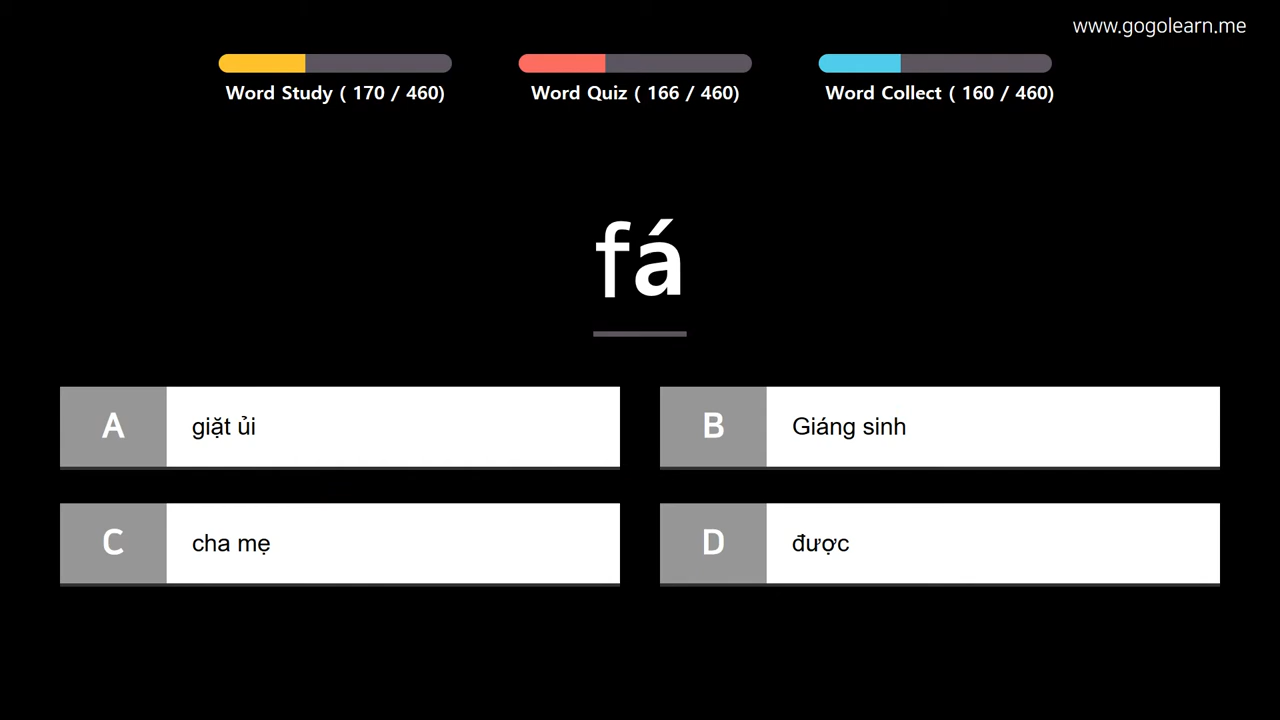 www.gogolearn.me
Word Study ( 170 / 460)
Word Quiz ( 166 / 460)
Word Collect ( 160 / 460)
fá
A giặt ủi
B Giáng sinh
C cha mẹ
D được